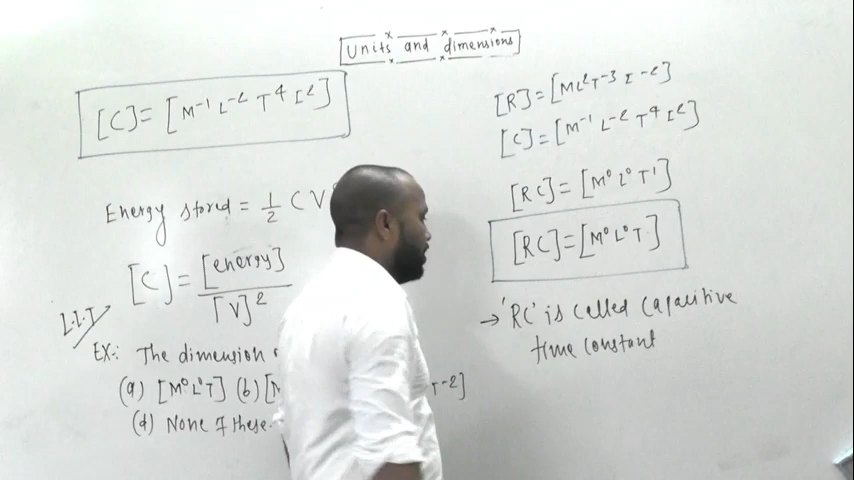 Units and dimensions
[C]= [M⁻¹ L⁻² T⁴ I²]
Energy stored = 1/2 C V
[C] = [energy] / [V]²
I.I.T
EX:- The dimension
(a) [M⁰L⁰T] (b) [M T⁻²]
(d) None of these.
[R]=[ML²T⁻³ I⁻²]
[C]=[M⁻¹ L⁻² T⁴ I²]
[RC]=[M⁰ L⁰ T¹]
[RC]=[M⁰ L⁰ T]
→ 'RC' is called capacitive
time constant